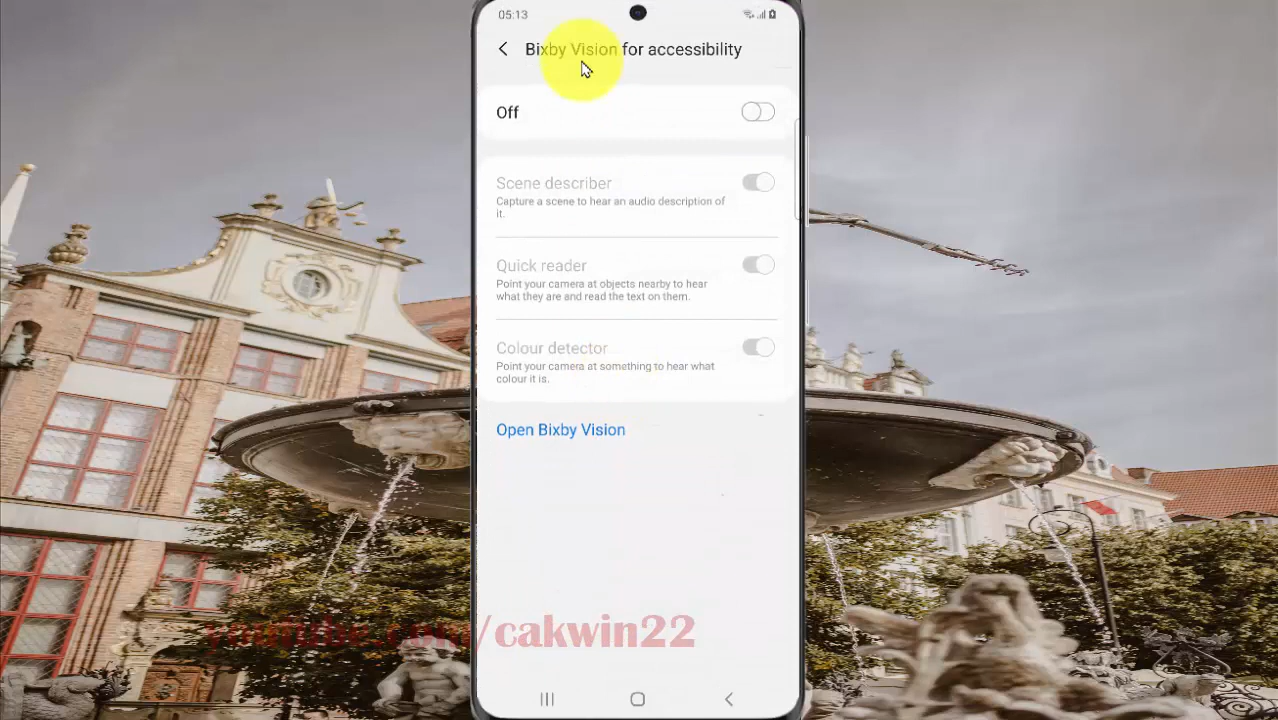 05:13
Bixby Vision for accessibility
Off
Scene describer
Capture a scene to hear an audio description of
it.
Quick reader
Point your camera at objects nearby to hear
what they are and read the text on them.
Colour detector
Point your camera at something to hear what
colour it is.
Open Bixby Vision
youtube.com/cakwin22